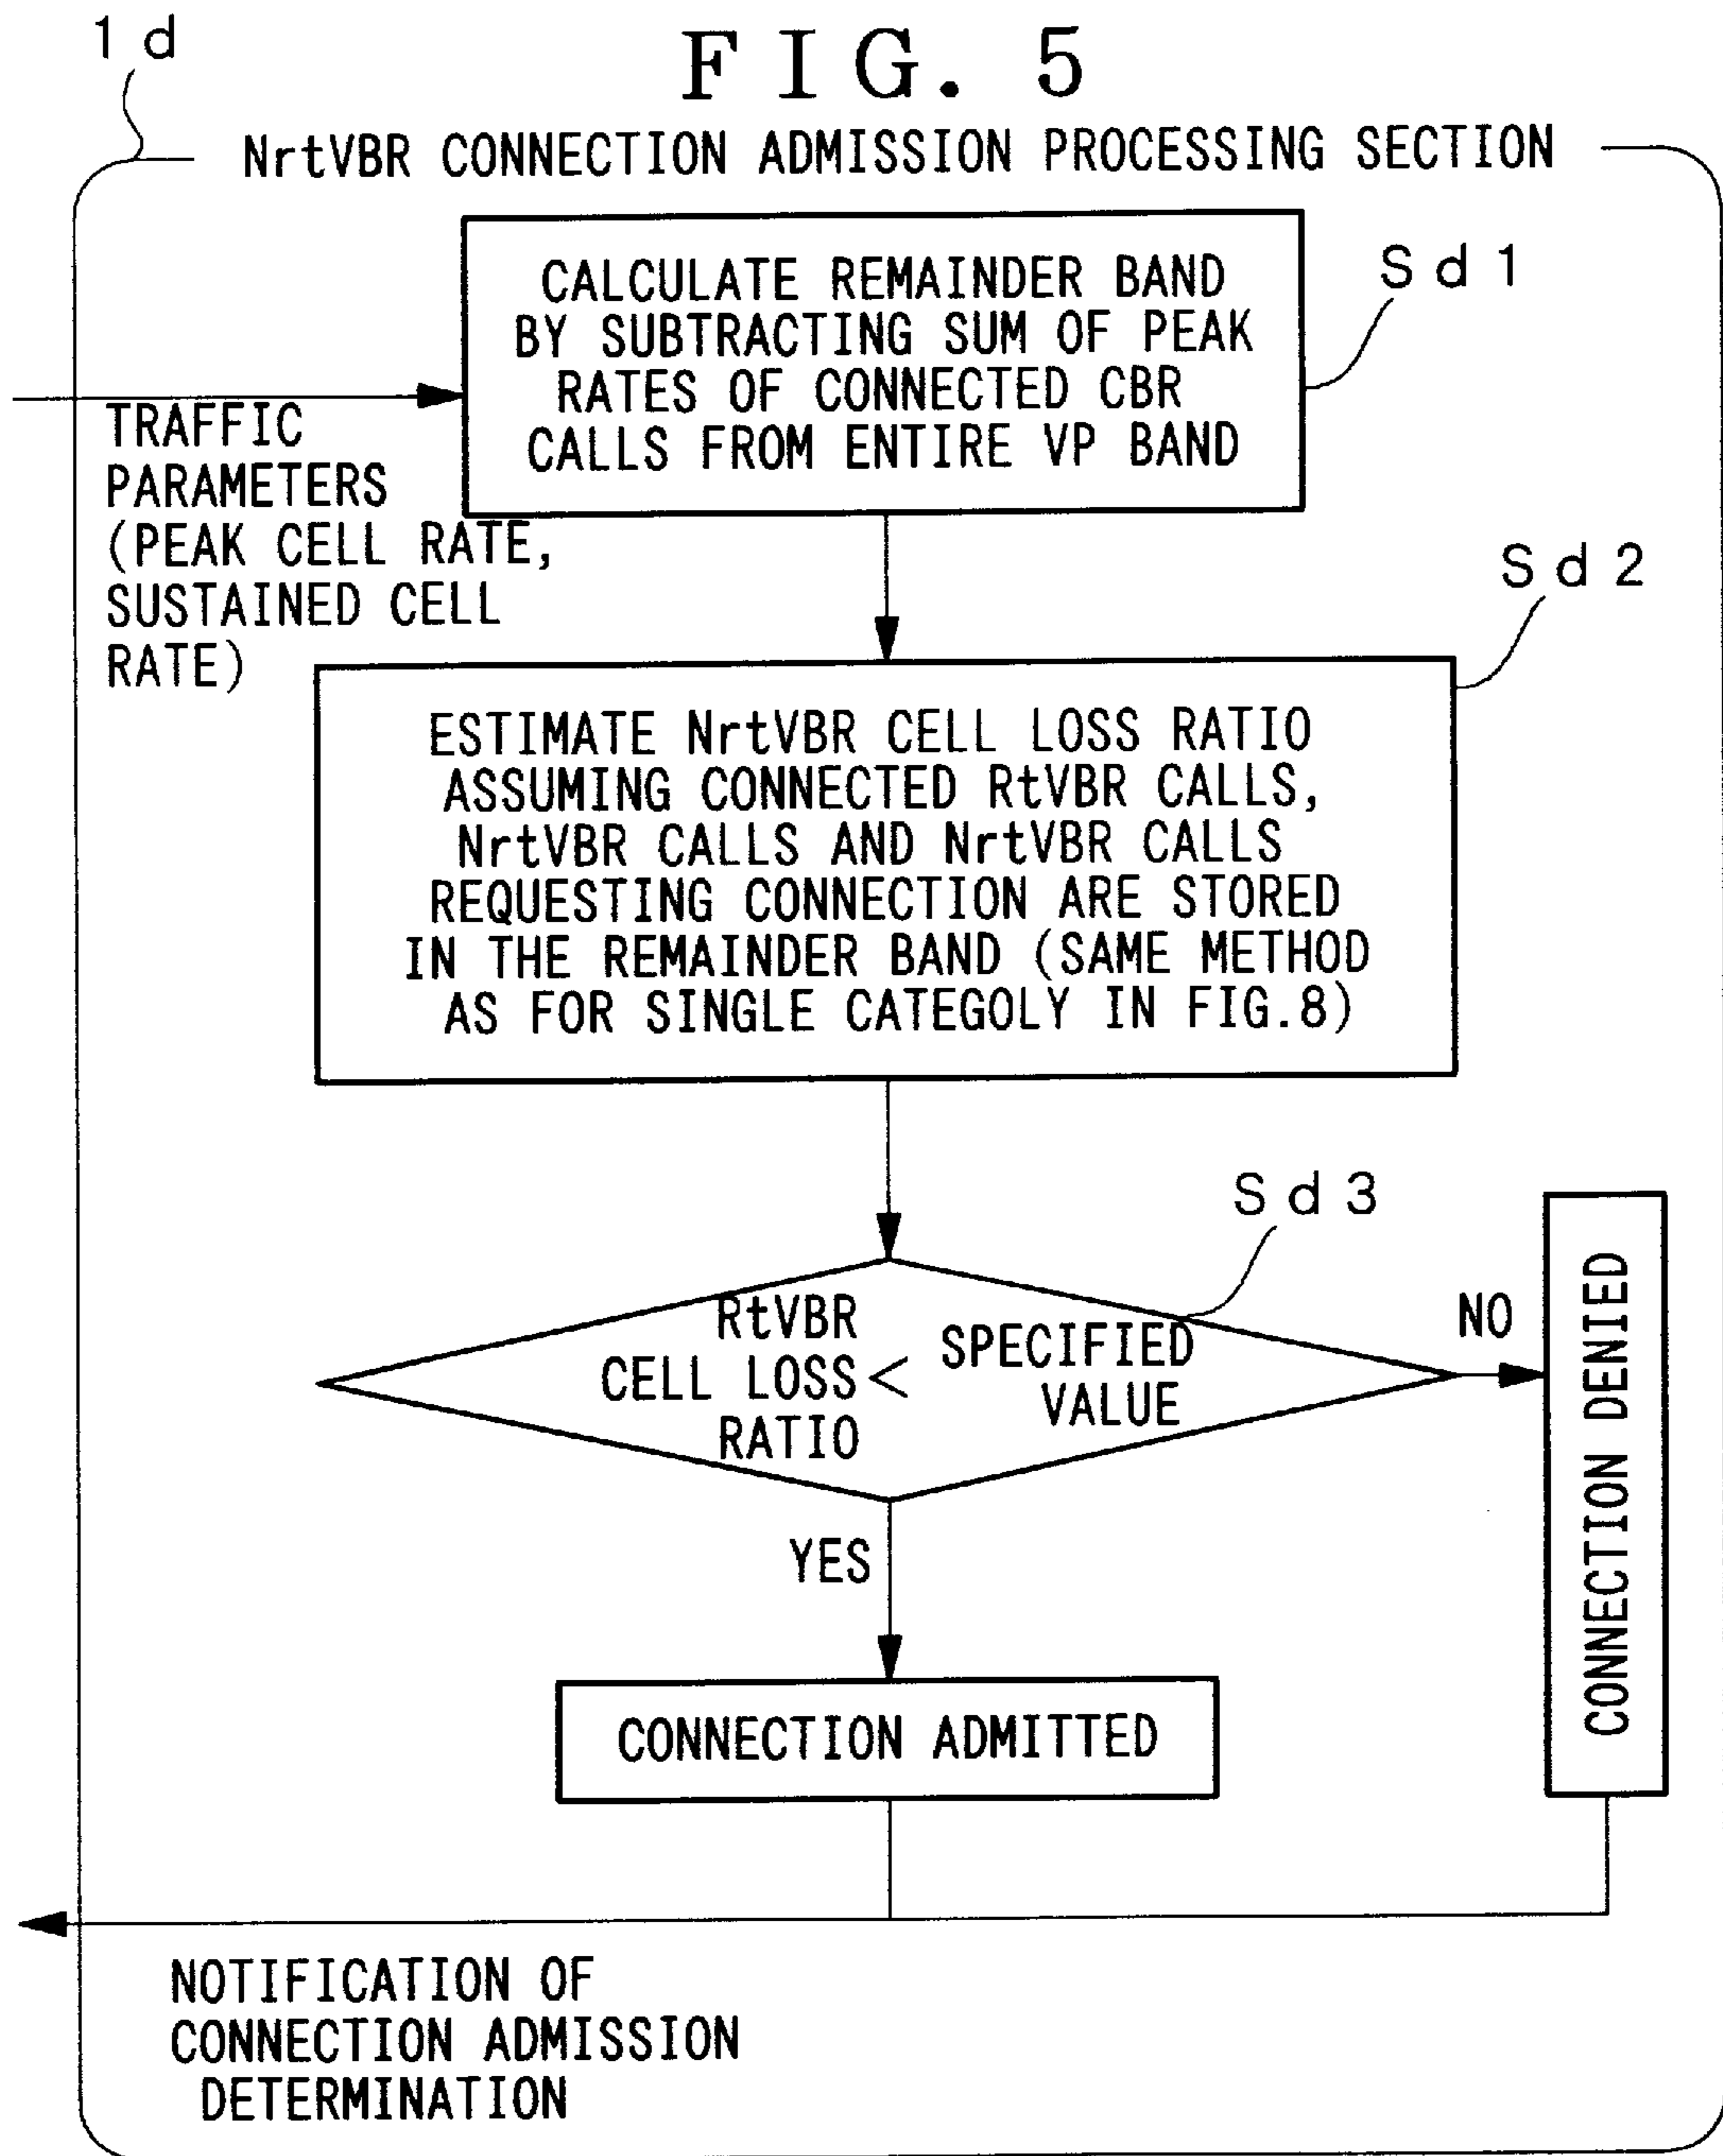 1 d
F I G. 5
NrtVBR CONNECTION ADMISSION PROCESSING SECTION
CALCULATE REMAINDER BAND
BY SUBTRACTING SUM OF PEAK
RATES OF CONNECTED CBR
CALLS FROM ENTIRE VP BAND
S d 1
TRAFFIC
PARAMETERS
(PEAK CELL RATE,
SUSTAINED CELL
RATE)
S d 2
ESTIMATE NrtVBR CELL LOSS RATIO
ASSUMING CONNECTED RtVBR CALLS,
NrtVBR CALLS AND NrtVBR CALLS
REQUESTING CONNECTION ARE STORED
IN THE REMAINDER BAND (SAME METHOD
AS FOR SINGLE CATEGOLY IN FIG.8)
S d 3
RtVBR
CELL LOSS
RATIO
<
SPECIFIED
VALUE
NO
CONNECTION DENIED
YES
CONNECTION ADMITTED
NOTIFICATION OF
CONNECTION ADMISSION
DETERMINATION